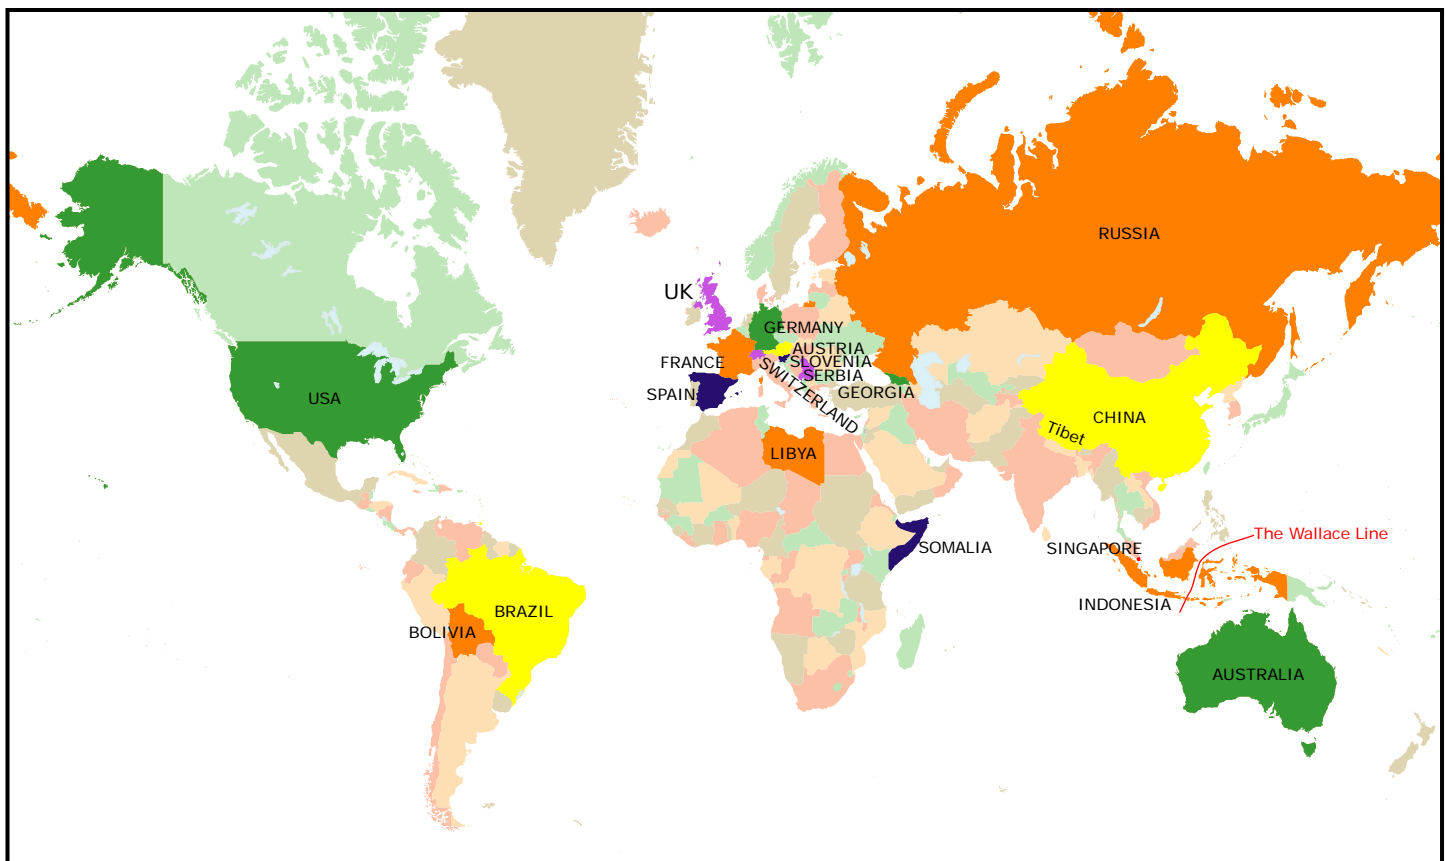 RUSSIA
UK
GERMANY
AUSTRIA
FRANCE
SLOVENIA
SERBIA
SWITZERLAND
SPAIN
GEORGIA
USA
CHINA
Tibet
LIBYA
The Wallace Line
SOMALIA
SINGAPORE
INDONESIA
BRAZIL
BOLIVIA
AUSTRALIA